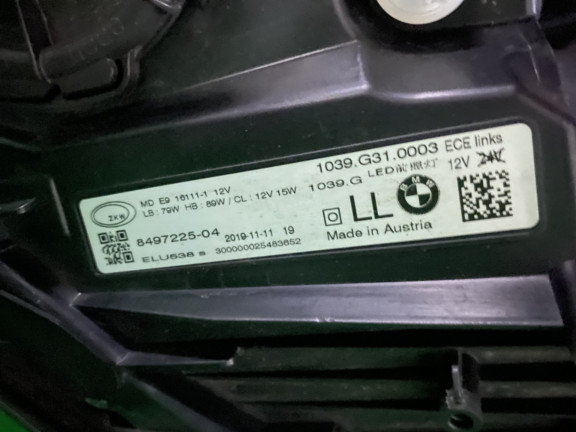 1039.G31.0003 ECE links
MD E9 16111-1 12V
LB : 79W HB : 89W / CL : 12V 15W
1039.G LED前照灯 12V 24V
ZKW
BMW
LL
8497225-04 2019-11-11 19
Made in Austria
ELU538 s 300000025483652